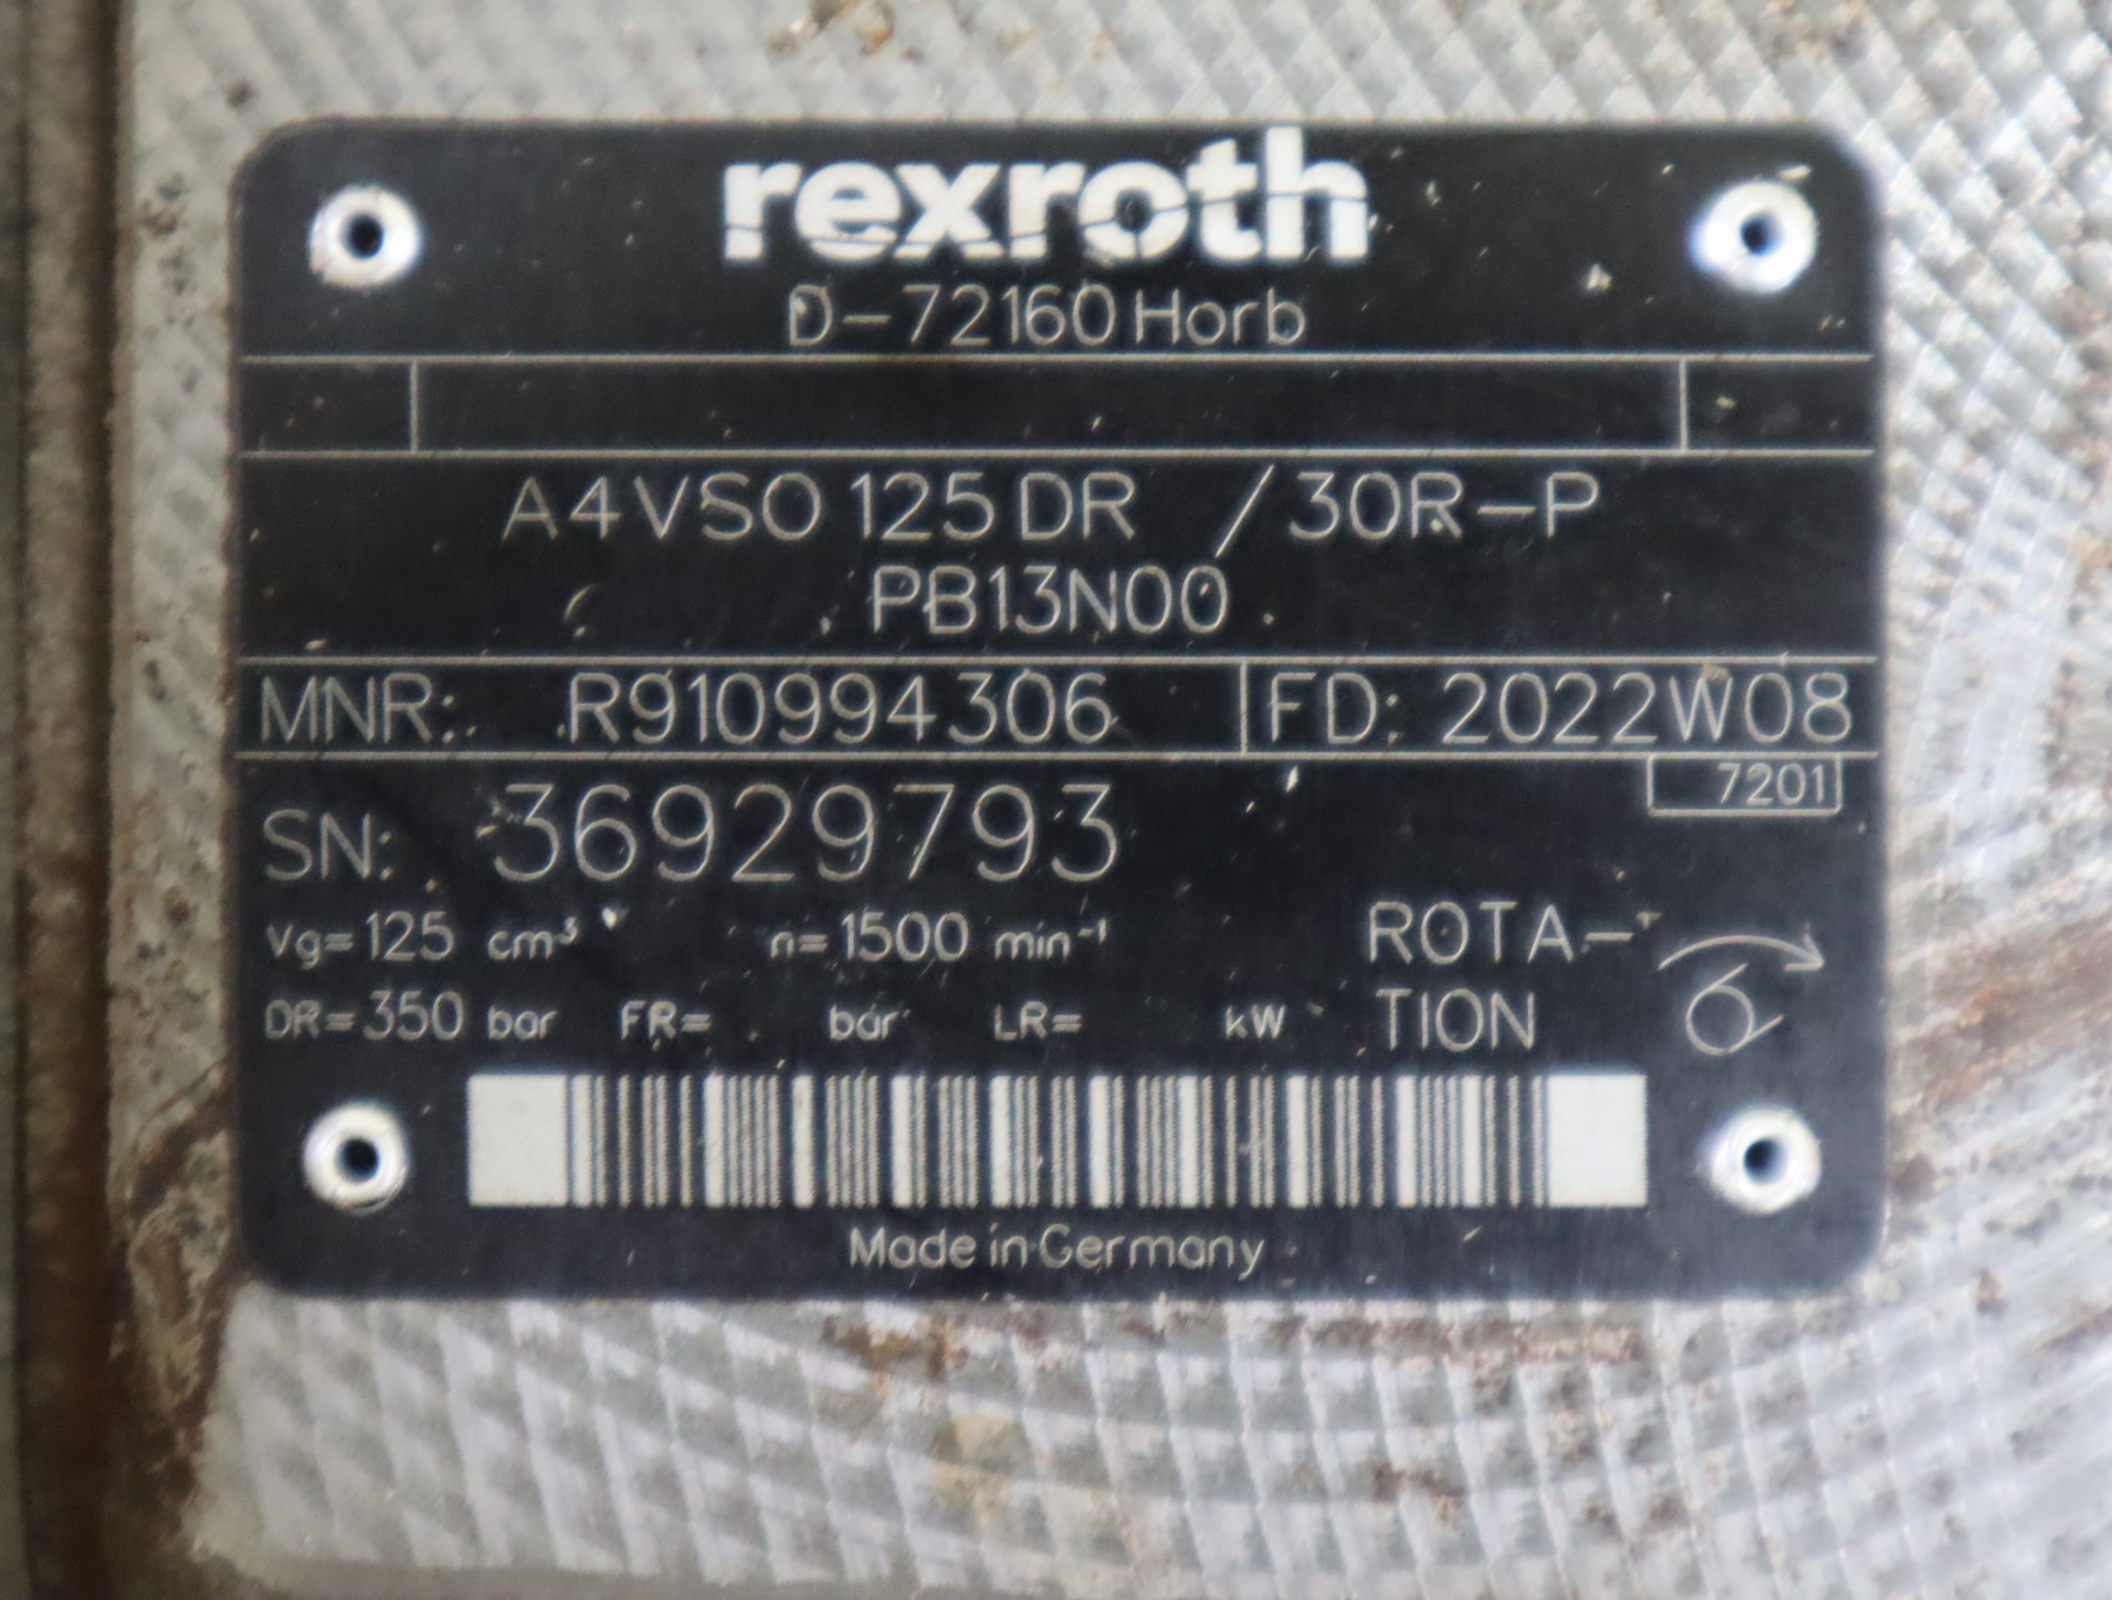 rexroth
D-72160 Horb
A4VSO 125 DR /30R-P
PB13N00
MNR: R910994306 FD: 2022W08
7201
SN: 36929793
Vg=125 cm³ n=1500 min⁻¹ ROTA-
DR=350 bar FR= bar LR= kW TION
Made in Germany